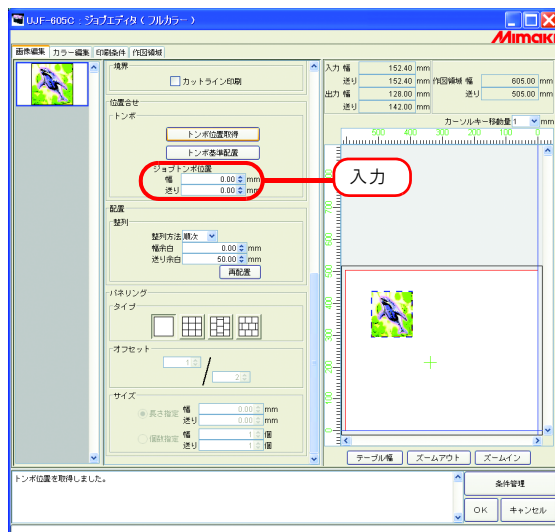 UJF-605C : ジョブエディタ ( フルカラー )
Mimaki
画像編集 カラー編集 印刷条件 作図領域
境界
カットライン印刷
位置合せ
トンボ
トンボ位置取得
トンボ基準配置
ジョブトンボ位置
幅 0.00 mm
送り 0.00 mm
入力
配置
整列
整列方法 順次
幅余白 0.00 mm
送り余白 50.00 mm
再配置
パネリング
タイプ
オフセット
1 / 2
サイズ
長さ指定 幅 0.00 mm
送り 0.00 mm
個数指定 幅 1 個
送り 1 個
入力 幅 152.40 mm
送り 152.40 mm 作図領域 幅 605.00 mm
出力 幅 128.00 mm 送り 505.00 mm
送り 142.00 mm
カーソルキー移動量 1 mm
500 400 300 200 100 0
テーブル幅 ズームアウト ズームイン
トンボ位置を取得しました。
条件管理
OK キャンセル